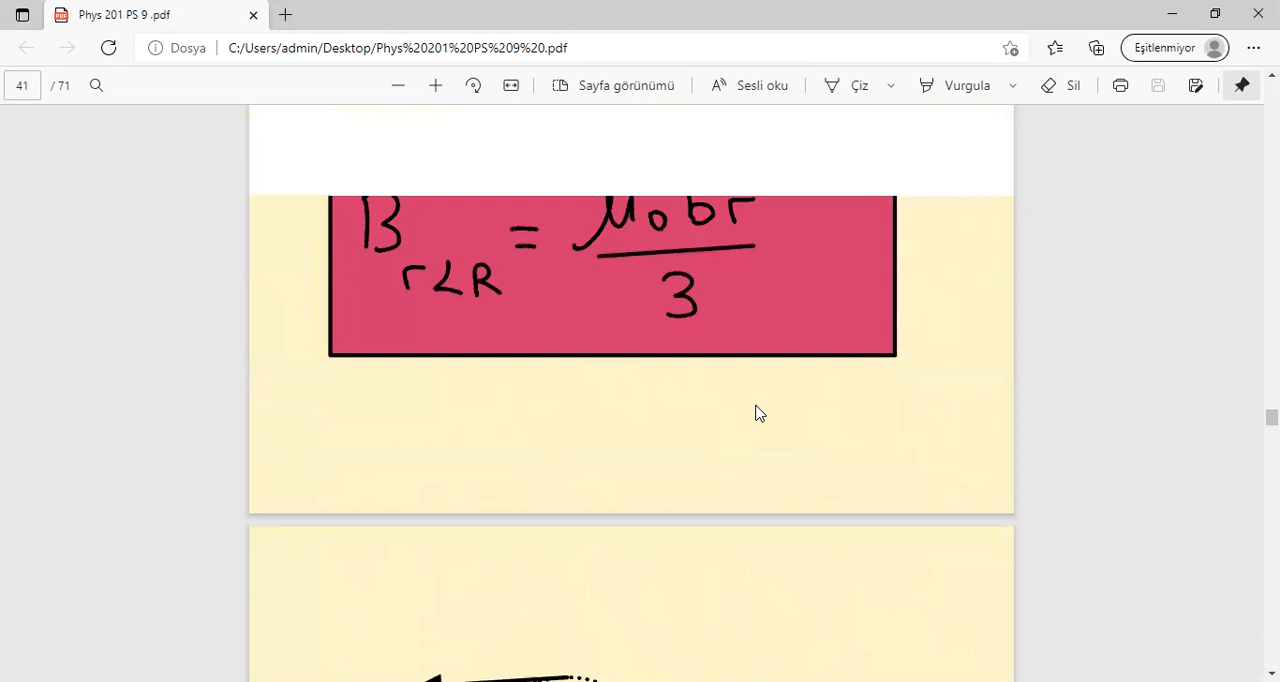 Phys 201 PS 9 .pdf
Dosya C:/Users/admin/Desktop/Phys%20201%20PS%209%20.pdf Eşitlenmiyor
41 / 71 Sayfa görünümü Sesli oku Çiz Vurgula Sil
B r<R = μ0 b r / 3